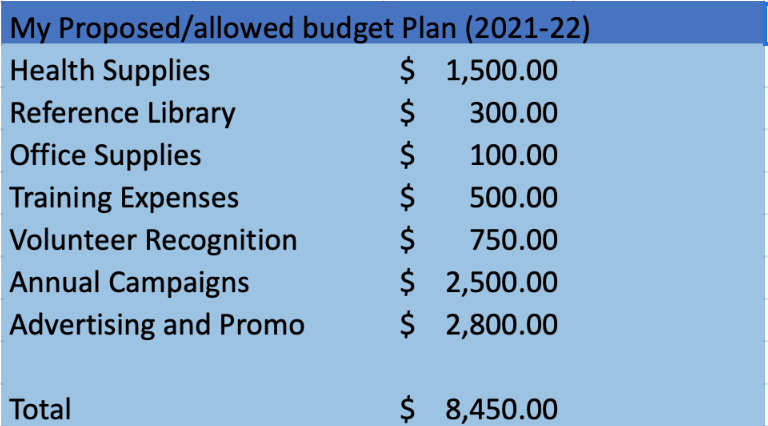 My Proposed/allowed budget Plan (2021-22)
Health Supplies $ 1,500.00
Reference Library $ 300.00
Office Supplies $ 100.00
Training Expenses $ 500.00
Volunteer Recognition $ 750.00
Annual Campaigns $ 2,500.00
Advertising and Promo $ 2,800.00
Total $ 8,450.00